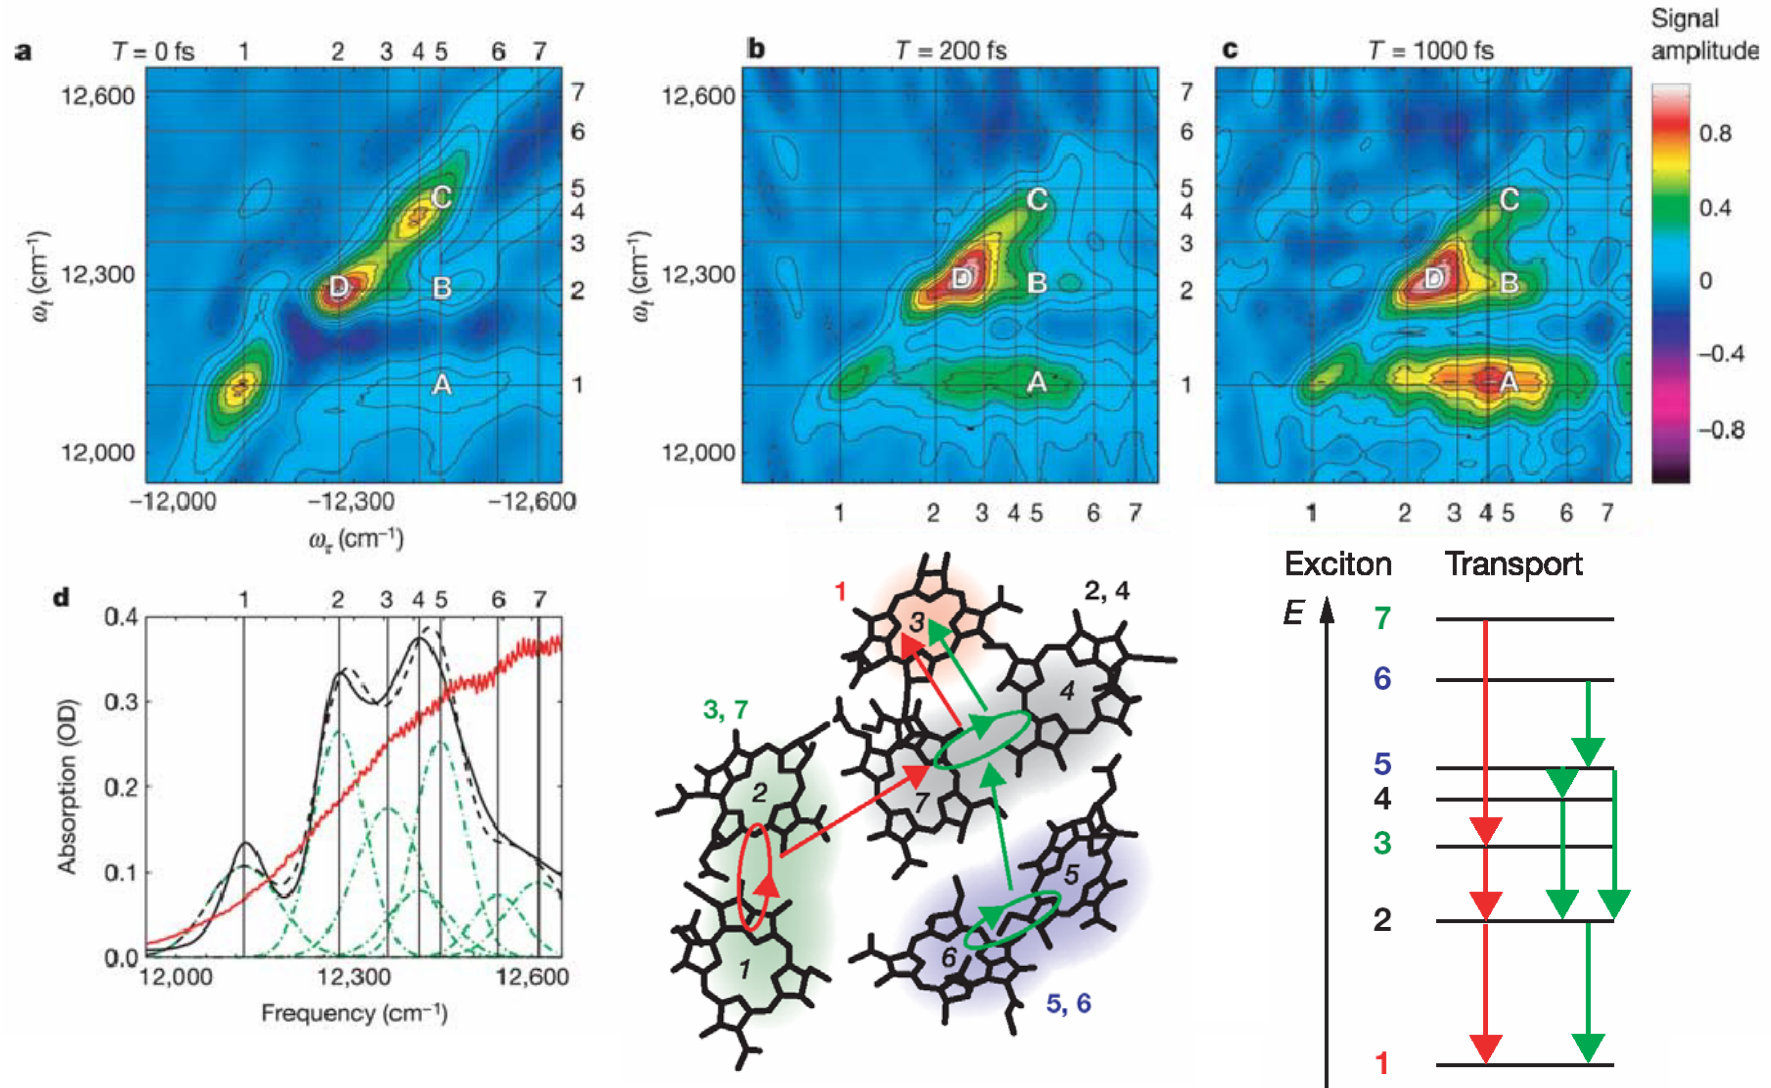 a T = 0 fs 1 2 3 4 5 6 7
b T = 200 fs
c T = 1000 fs
Signal
amplitude
12,600
12,300
12,000
ωt (cm⁻¹)
−12,000 −12,300 −12,600
ωτ (cm⁻¹)
A
B
C
D
7
6
5
4
3
2
1
12,600
12,300
12,000
ωt (cm⁻¹)
A
B
C
D
1 2 3 4 5 6 7
7
6
5
4
3
2
1
A
B
C
D
1 2 3 4 5 6 7
0.8
0.4
0
−0.4
−0.8
d 1 2 3 4 5 6 7
0.4
0.3
0.2
0.1
0.0
Absorption (OD)
12,000 12,300 12,600
Frequency (cm⁻¹)
1
2, 4
3, 7
5, 6
3
4
2
7
5
1
6
Exciton Transport
E
7
6
5
4
3
2
1